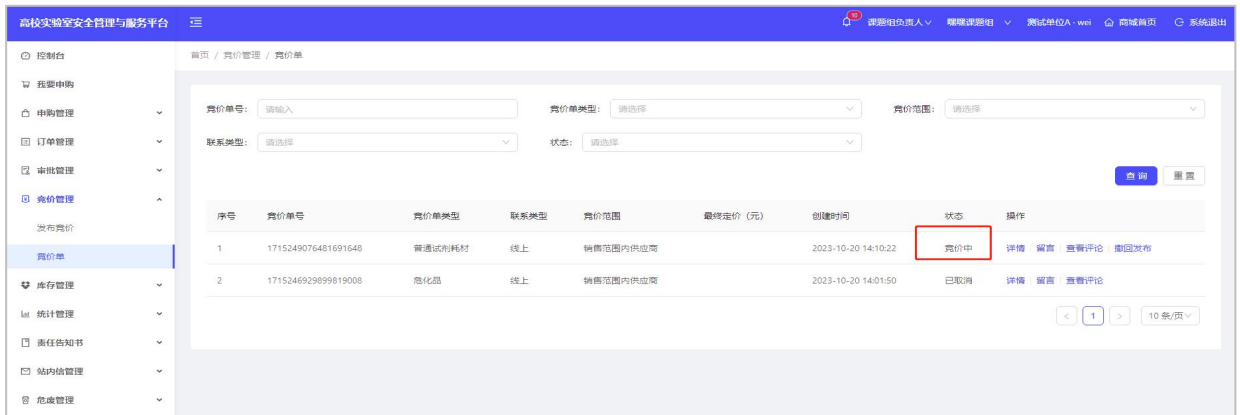 高校实验室安全管理与服务平台 10 课题组负责人 嘿嘿课题组 测试单位A - wei 商城首页 系统退出
控制台
我要申购
申购管理
订单管理
审批管理
竞价管理
发布竞价
竞价单
库存管理
统计管理
责任告知书
站内信管理
危废管理
首页 / 竞价管理 / 竞价单
竞价单号: 请输入 竞价单类型: 请选择 竞价范围: 请选择
联系类型: 请选择 状态: 请选择
查询 重置
序号 竞价单号 竞价单类型 联系类型 竞价范围 最终定价（元） 创建时间 状态 操作
1 1715249076481691648 普通试剂耗材 线上 销售范围内供应商 2023-10-20 14:10:22 竞价中 详情 留言 查看评论 撤回发布
2 1715246929899819008 危化品 线上 销售范围内供应商 2023-10-20 14:01:50 已取消 详情 留言 查看评论
< 1 > 10 条/页